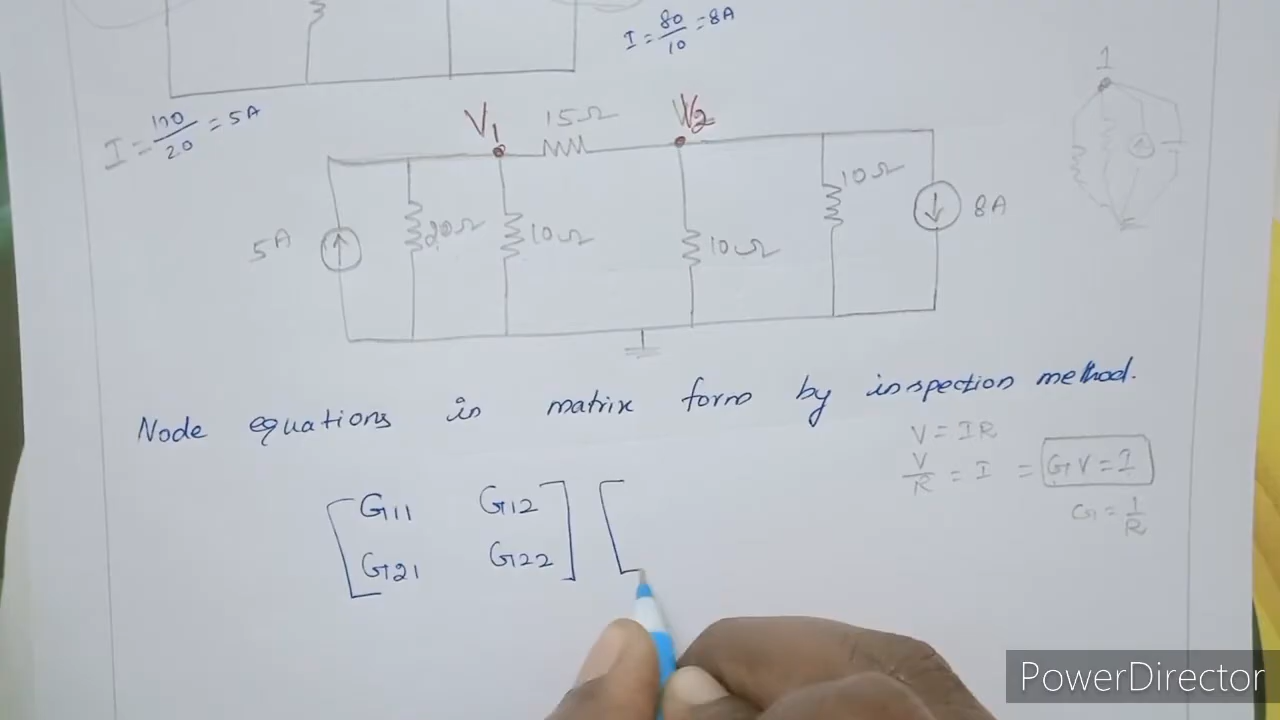 I = 80/10 = 8A
I = 100/20 = 5A
V1 15Ω V2
1
5A 20Ω 10Ω 10Ω 10Ω 8A
Node equations in matrix form by inspection method.
V = IR
V/R = I = GV = I
G = 1/R
G11 G12
G21 G22
PowerDirector